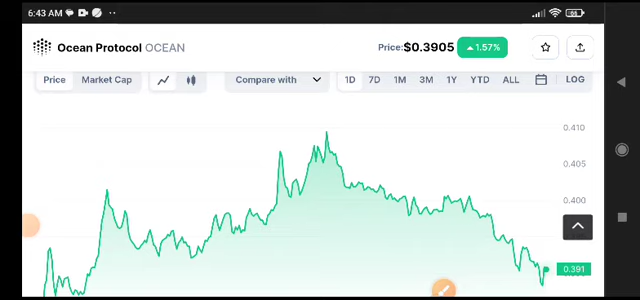 6:43 AM
66
Ocean Protocol OCEAN
Price: $0.3905 1.57%
Price Market Cap Compare with 1D 7D 1M 3M 1Y YTD ALL LOG
0.410
0.405
0.400
0.391